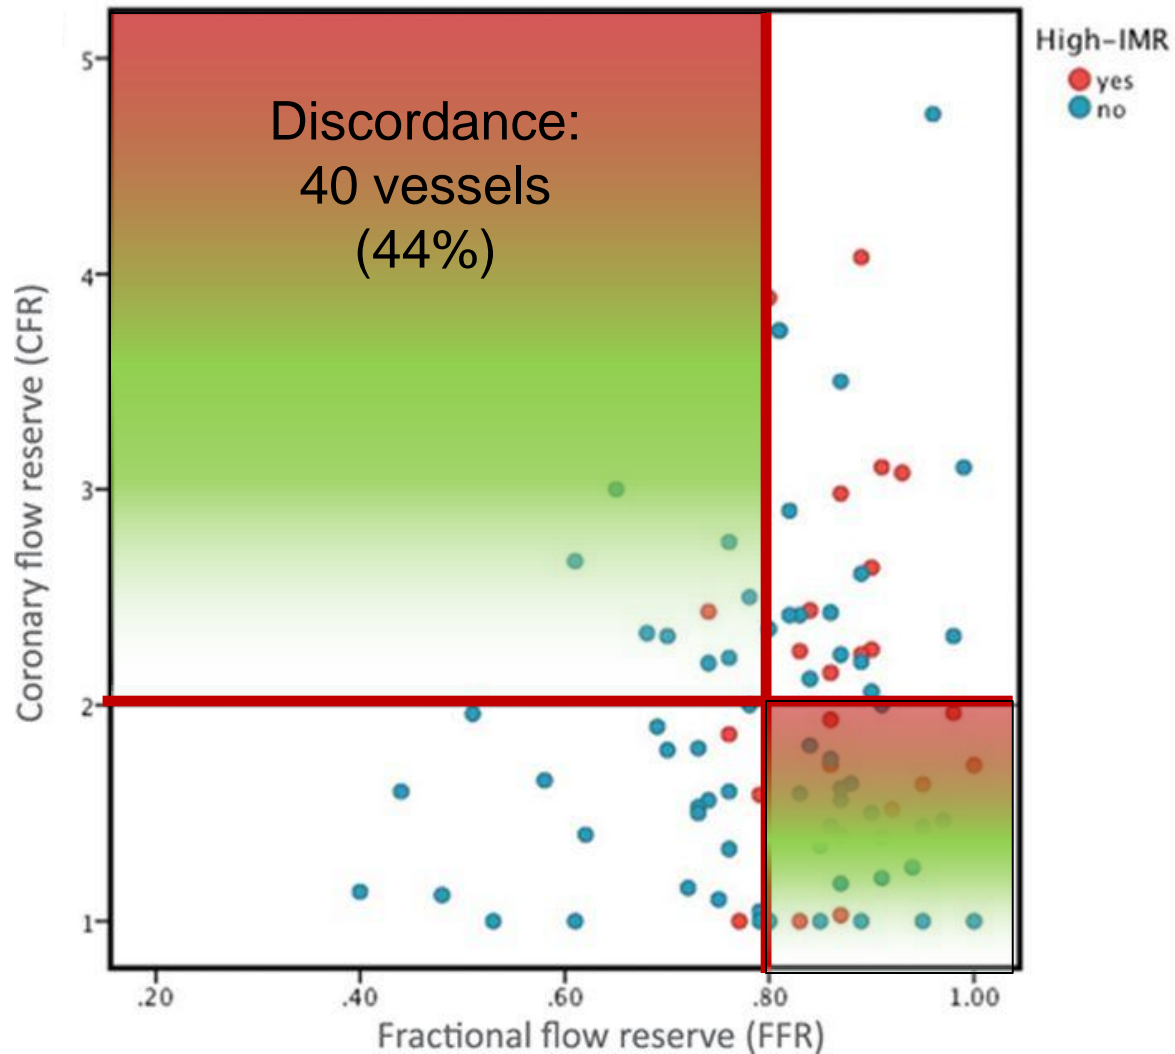 High-IMR
yes
no
Discordance:
40 vessels
(44%)
Coronary flow reserve (CFR)
5
4
3
2
1
.20
.40
.60
.80
1.00
Fractional flow reserve (FFR)